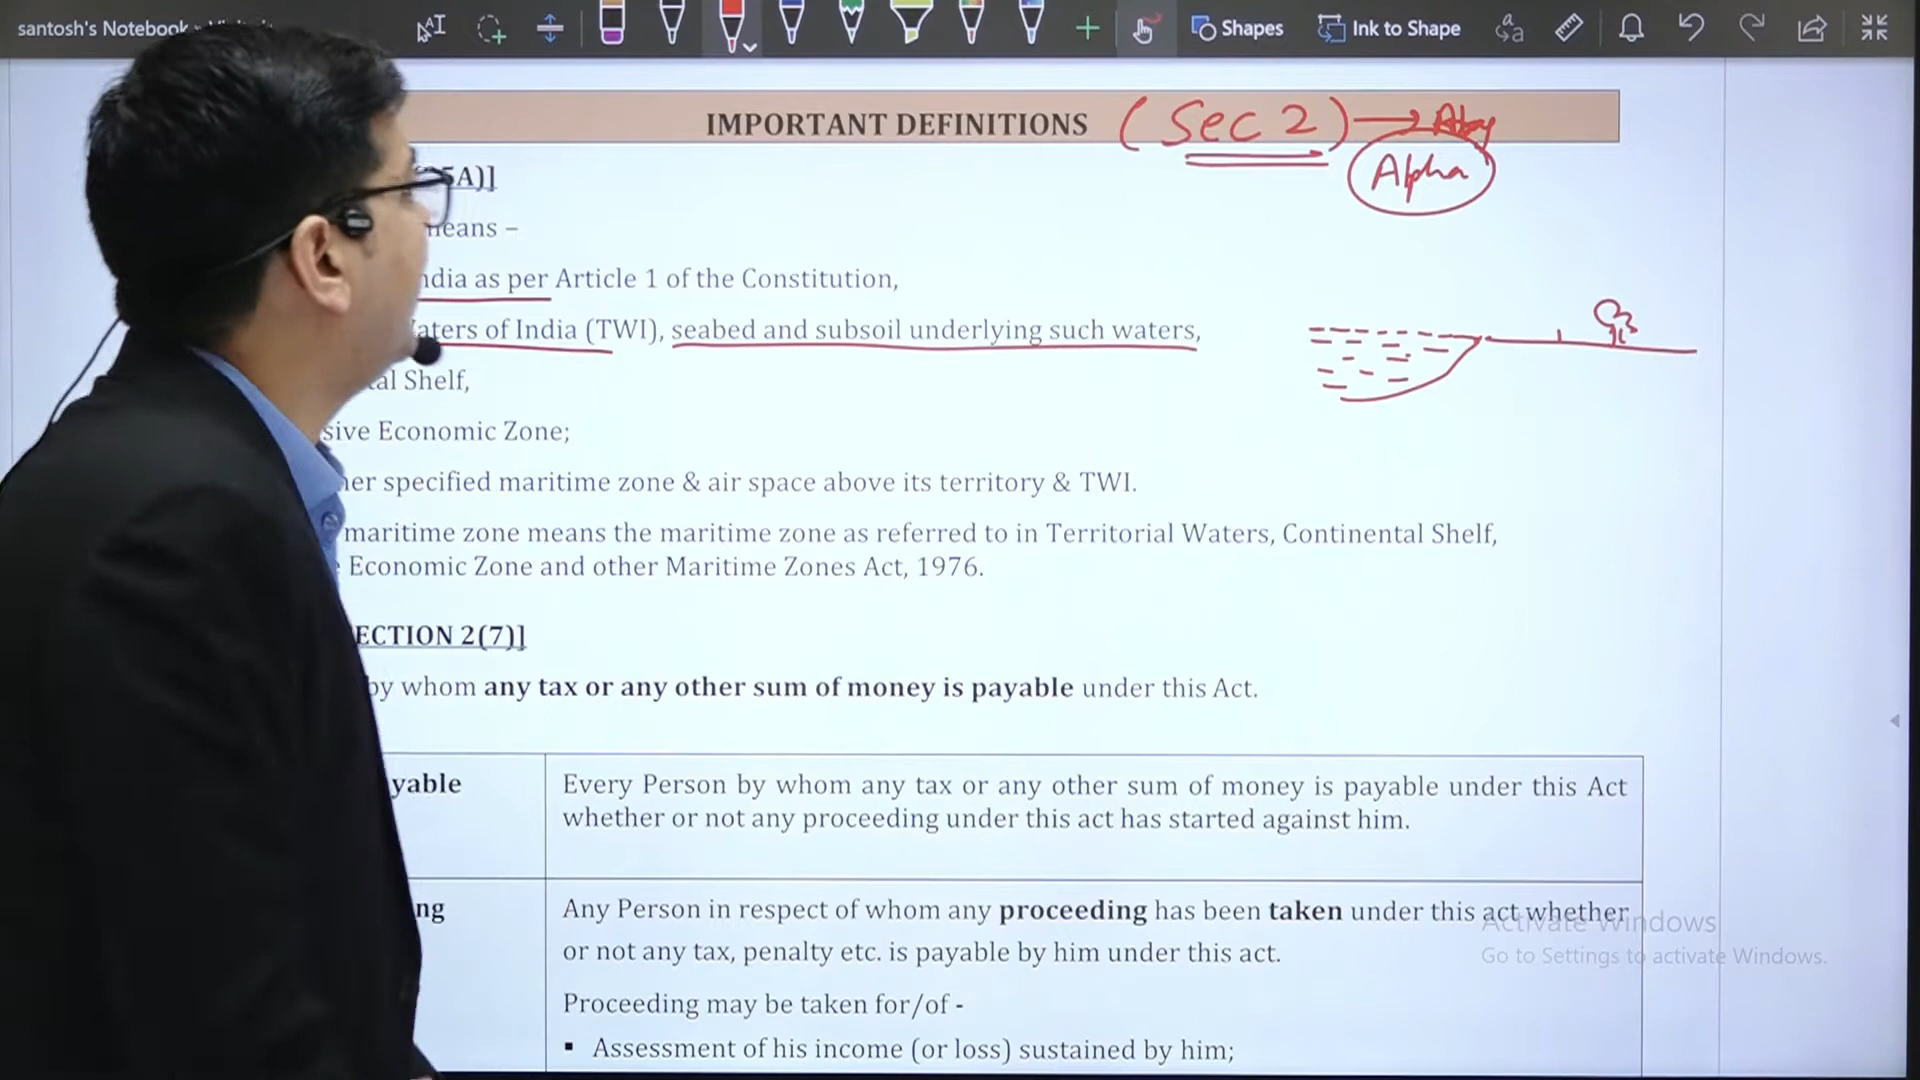 santosh's Notebook
Shapes
Ink to Shape
IMPORTANT DEFINITIONS (Sec 2)
Alpha
5A)]
means –
India as per Article 1 of the Constitution,
Waters of India (TWI), seabed and subsoil underlying such waters,
tal Shelf,
sive Economic Zone;
her specified maritime zone & air space above its territory & TWI.
maritime zone means the maritime zone as referred to in Territorial Waters, Continental Shelf,
Economic Zone and other Maritime Zones Act, 1976.
ECTION 2(7)]
by whom any tax or any other sum of money is payable under this Act.
yable
Every Person by whom any tax or any other sum of money is payable under this Act
whether or not any proceeding under this act has started against him.
ng
Any Person in respect of whom any proceeding has been taken under this act whether
or not any tax, penalty etc. is payable by him under this act.
Proceeding may be taken for/of -
▪ Assessment of his income (or loss) sustained by him;
Activate Windows
Go to Settings to activate Windows.